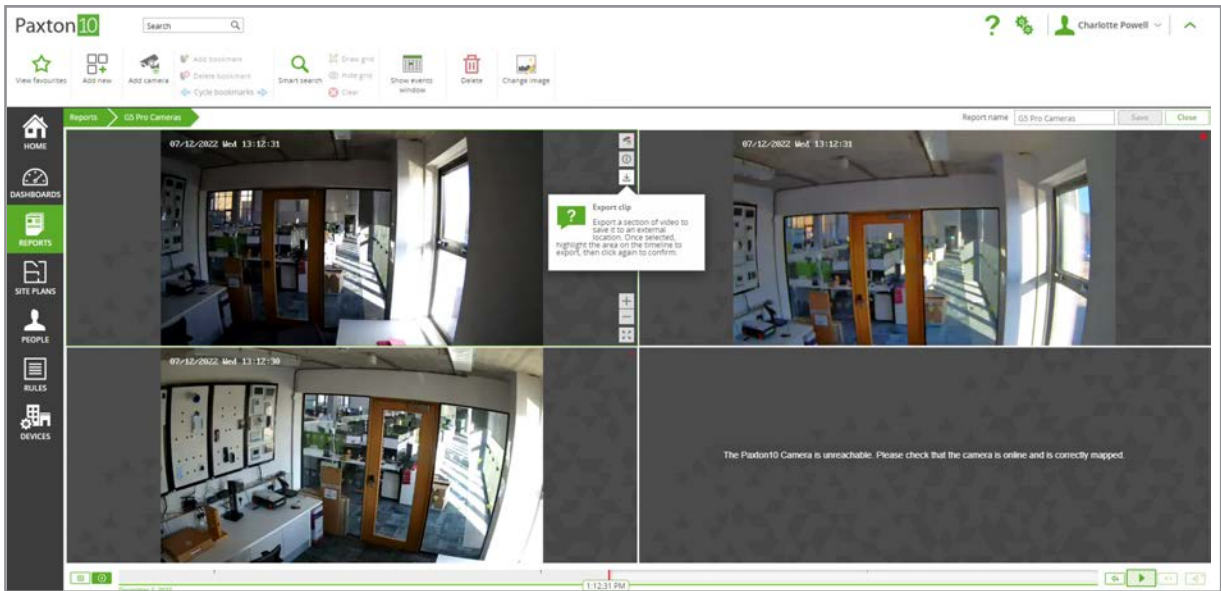 Paxton 10
Search
Charlotte Powell
View favourites
Add new
Add camera
Add bookmark
Delete bookmark
Cycle bookmarks
Smart search
Draw grid
Hide grid
Clear
Show events
window
Delete
Change image
HOME
DASHBOARDS
REPORTS
SITE PLANS
PEOPLE
RULES
DEVICES
Reports
G5 Pro Cameras
Report name
G5 Pro Cameras
Save
Close
07/12/2022 Wed 13:12:31
07/12/2022 Wed 13:12:31
?
Export clip
Export a section of video to
save it to an external
location. Once selected,
highlight the area on the timeline to
export, then click again to confirm.
07/12/2022 Wed 13:12:30
The Paxton10 Camera is unreachable. Please check that the camera is online and is correctly mapped.
1:12:31 PM